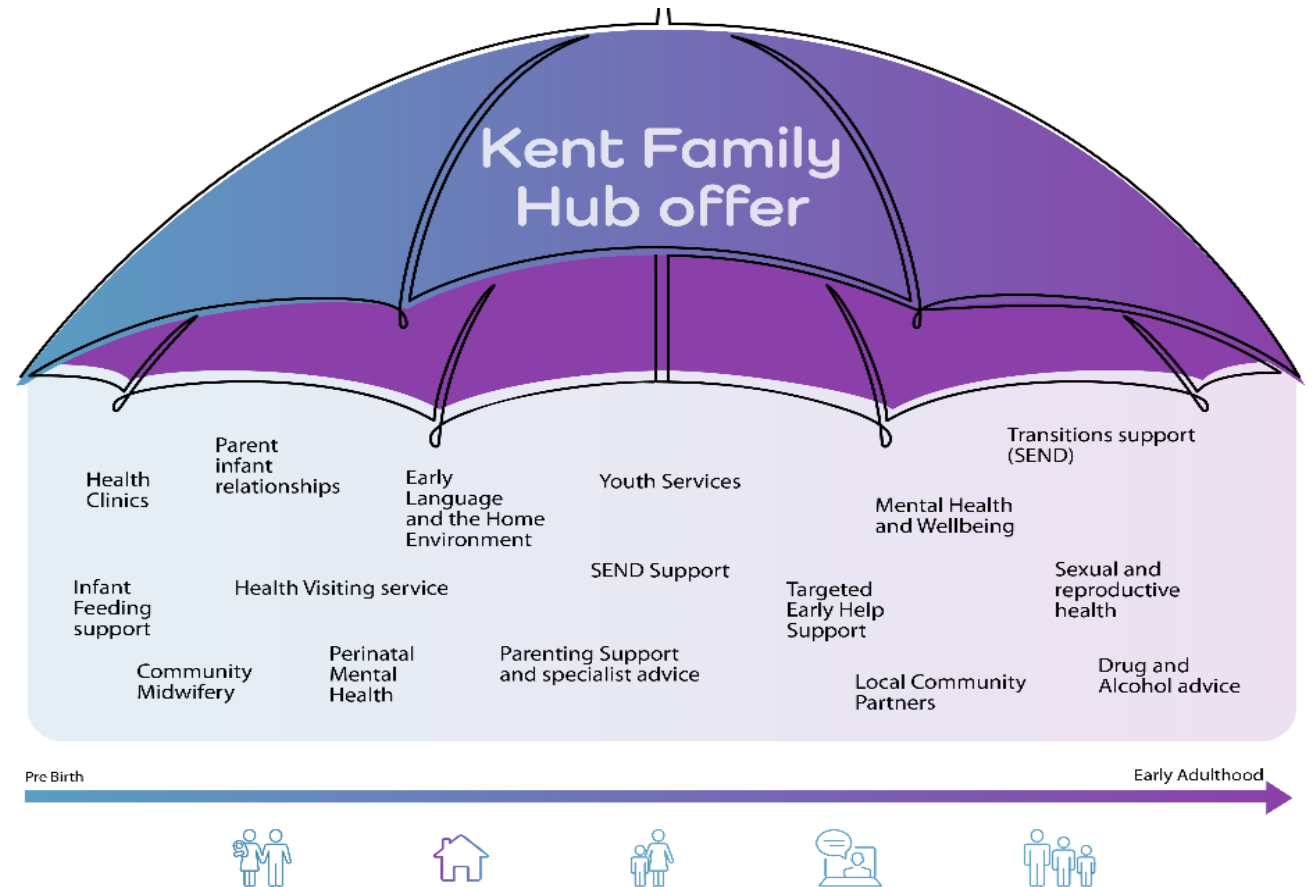 Kent Family
Hub offer
Health
Clinics
Parent
infant
relationships
Early
Language
and the Home
Environment
Youth Services
Mental Health
and Wellbeing
Transitions support
(SEND)
Infant
Feeding
support
Health Visiting service
SEND Support
Targeted
Early Help
Support
Sexual and
reproductive
health
Community
Midwifery
Perinatal
Mental
Health
Parenting Support
and specialist advice
Local Community
Partners
Drug and
Alcohol advice
Pre Birth
Early Adulthood